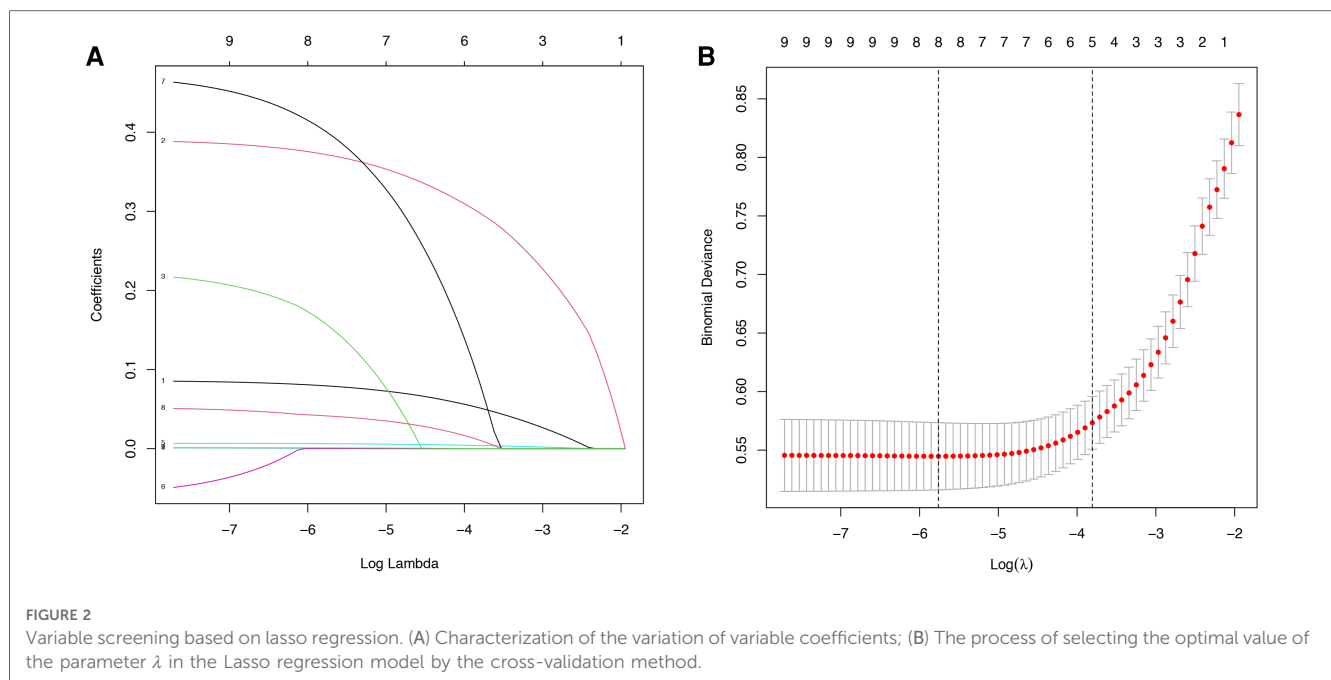 A
9 8 7 6 3 1
Coefficients
0.4
0.3
0.2
0.1
0.0
7
2
3
1
8
5
6
−7 −6 −5 −4 −3 −2
Log Lambda
B
9 9 9 9 9 9 8 8 8 7 7 7 6 6 5 4 3 3 3 2 1
Binomial Deviance
0.85
0.80
0.75
0.70
0.65
0.60
0.55
−7 −6 −5 −4 −3 −2
Log(λ)
FIGURE 2
Variable screening based on lasso regression. (A) Characterization of the variation of variable coefficients; (B) The process of selecting the optimal value of
the parameter λ in the Lasso regression model by the cross-validation method.